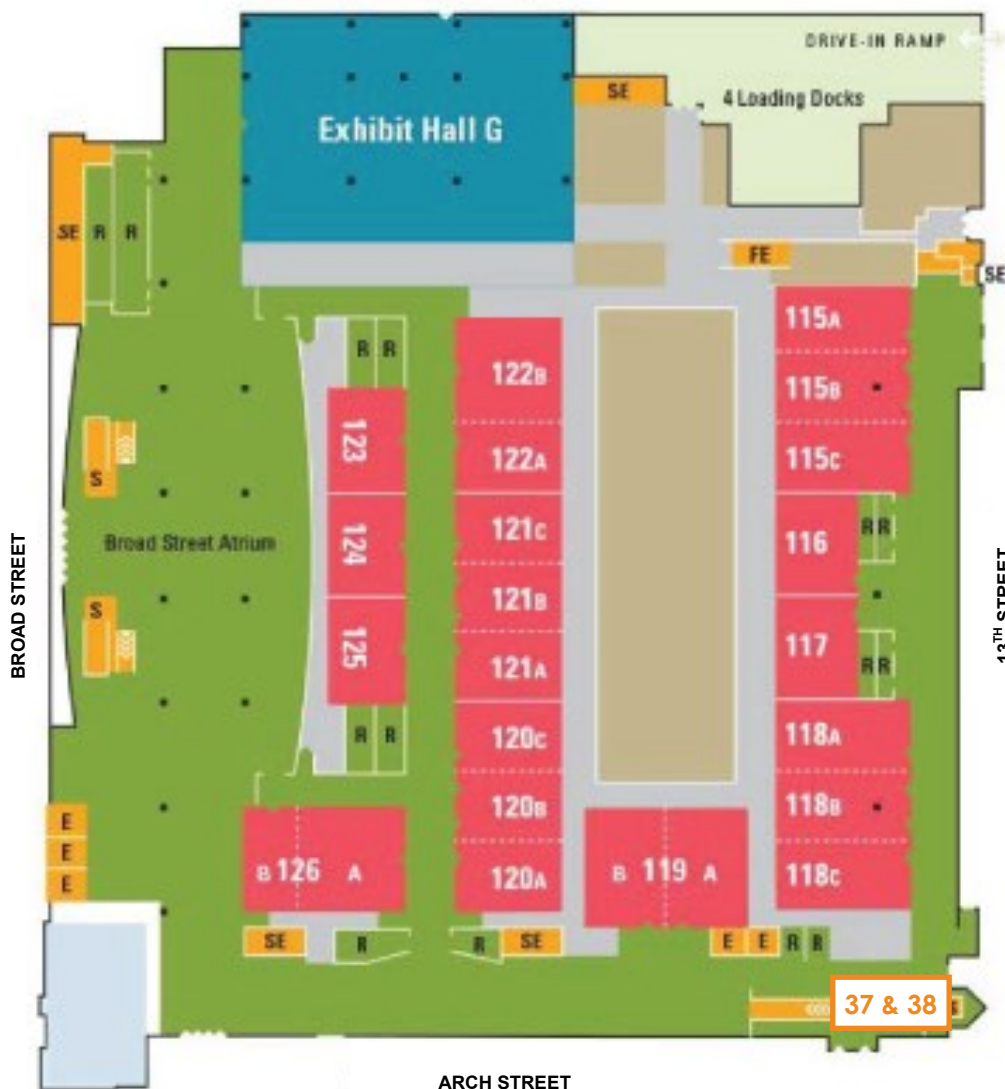 DRIVE-IN RAMP
SE
4 Loading Docks
Exhibit Hall G
SE R R
FE
SE
115A
R R
122B
115B
123
122A
115C
S
121C
R R
Broad Street Atrium
124
116
BROAD STREET
13TH STREET
121B
S
125
117
121A
R R
R R
120C
118A
120B
118B
E
E
E
B 126 A
120A
B 119 A
118C
SE
R
R
SE
E E R R
37 & 38
ARCH STREET